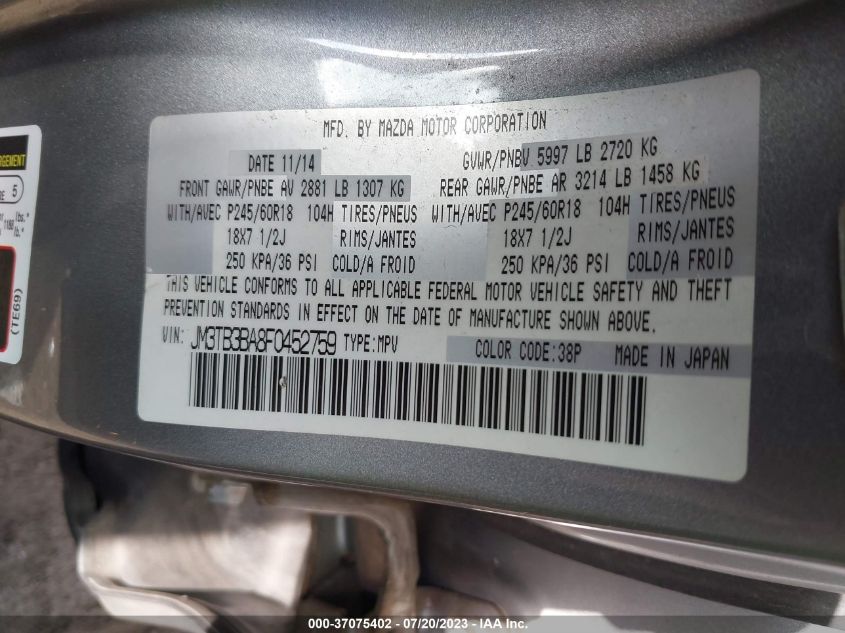 MFD. BY MAZDA MOTOR CORPORATION
DATE 11/14 GVWR/PNBV 5997 LB 2720 KG
FRONT GAWR/PNBE AV 2881 LB 1307 KG REAR GAWR/PNBE AR 3214 LB 1458 KG
WITH/AVEC P245/60R18 104H TIRES/PNEUS WITH/AVEC P245/60R18 104H TIRES/PNEUS
18X7 1/2J RIMS/JANTES 18X7 1/2J RIMS/JANTES
250 KPA/36 PSI COLD/A FROID 250 KPA/36 PSI COLD/A FROID
THIS VEHICLE CONFORMS TO ALL APPLICABLE FEDERAL MOTOR VEHICLE SAFETY AND THEFT
PREVENTION STANDARDS IN EFFECT ON THE DATE OF MANUFACTURE SHOWN ABOVE.
VIN: JM3TB3BA8F0452759 TYPE:MPV COLOR CODE:38P MADE IN JAPAN
5
lbs.*
lb.*
(TE69)
000-37075402 - 07/20/2023 - Copyright © 2023 IAA, Inc.